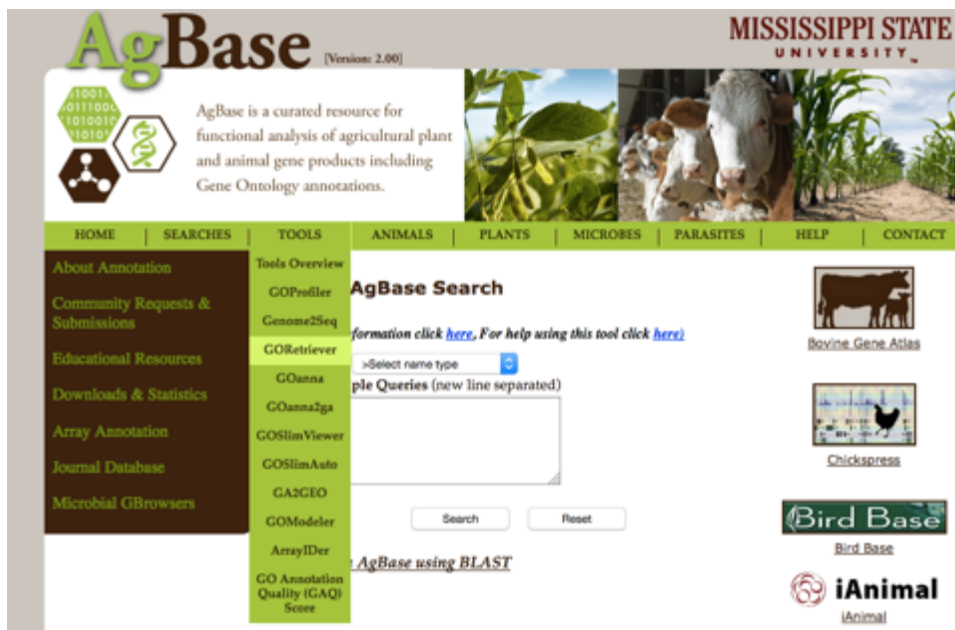 AgBase [Version: 2.00]
MISSISSIPPI STATE
UNIVERSITY™
AgBase is a curated resource for
functional analysis of agricultural plant
and animal gene products including
Gene Ontology annotations.
HOME | SEARCHES | TOOLS ANIMALS | PLANTS | MICROBES | PARASITES | HELP | CONTACT
About Annotation
Community Requests &
Submissions
Educational Resources
Downloads & Statistics
Array Annotation
Journal Database
Microbial GBrowsers
Tools Overview
GOProfiler
Genome2Seq
GORetriever
GOanna
GOanna2ga
GOSlimViewer
GOSlimAuto
GA2GEO
GOModeler
ArrayIDer
GO Annotation
Quality (GAQ)
Score
AgBase Search
formation click here, For help using this tool click here)
>Select name type
ple Queries (new line separated)
Search Reset
AgBase using BLAST
Bovine Gene Atlas
Chickspress
Bird Base
Bird Base
iAnimal
iAnimal